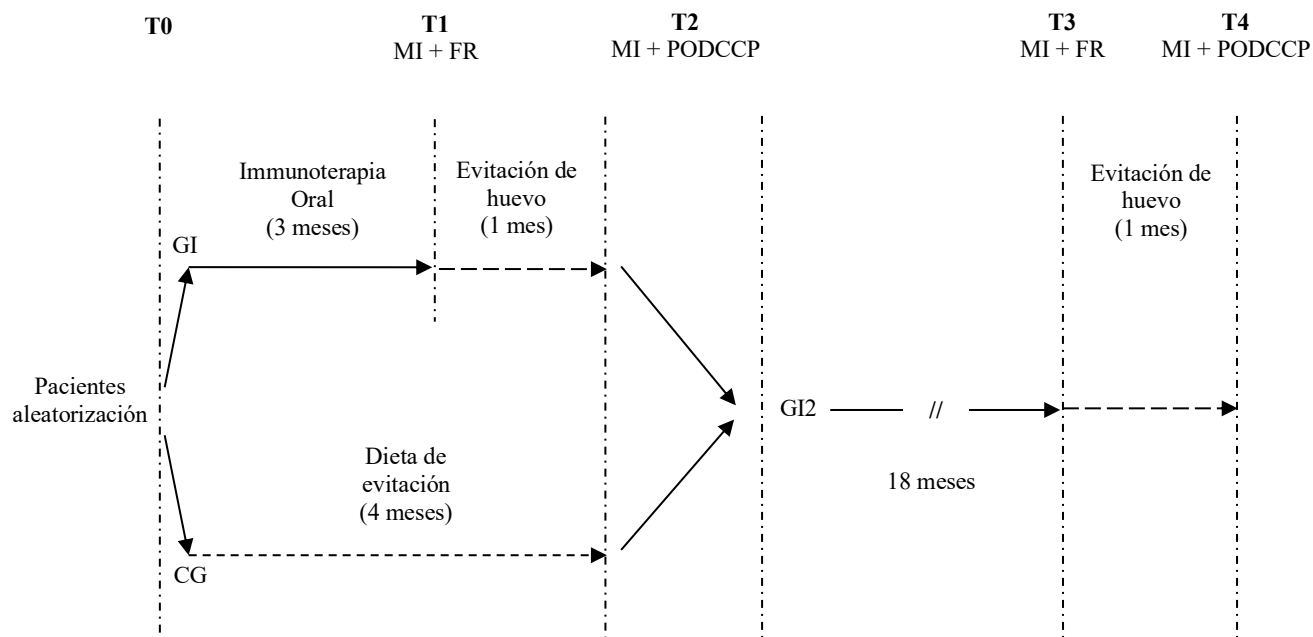 T0
T1
MI + FR
T2
MI + PODCCP
T3
MI + FR
T4
MI + PODCCP
Immunoterapia
Oral
(3 meses)
Evitación de
huevo
(1 mes)
Evitación de
huevo
(1 mes)
GI
Pacientes
aleatorización
GI2
//
18 meses
Dieta de
evitación
(4 meses)
CG